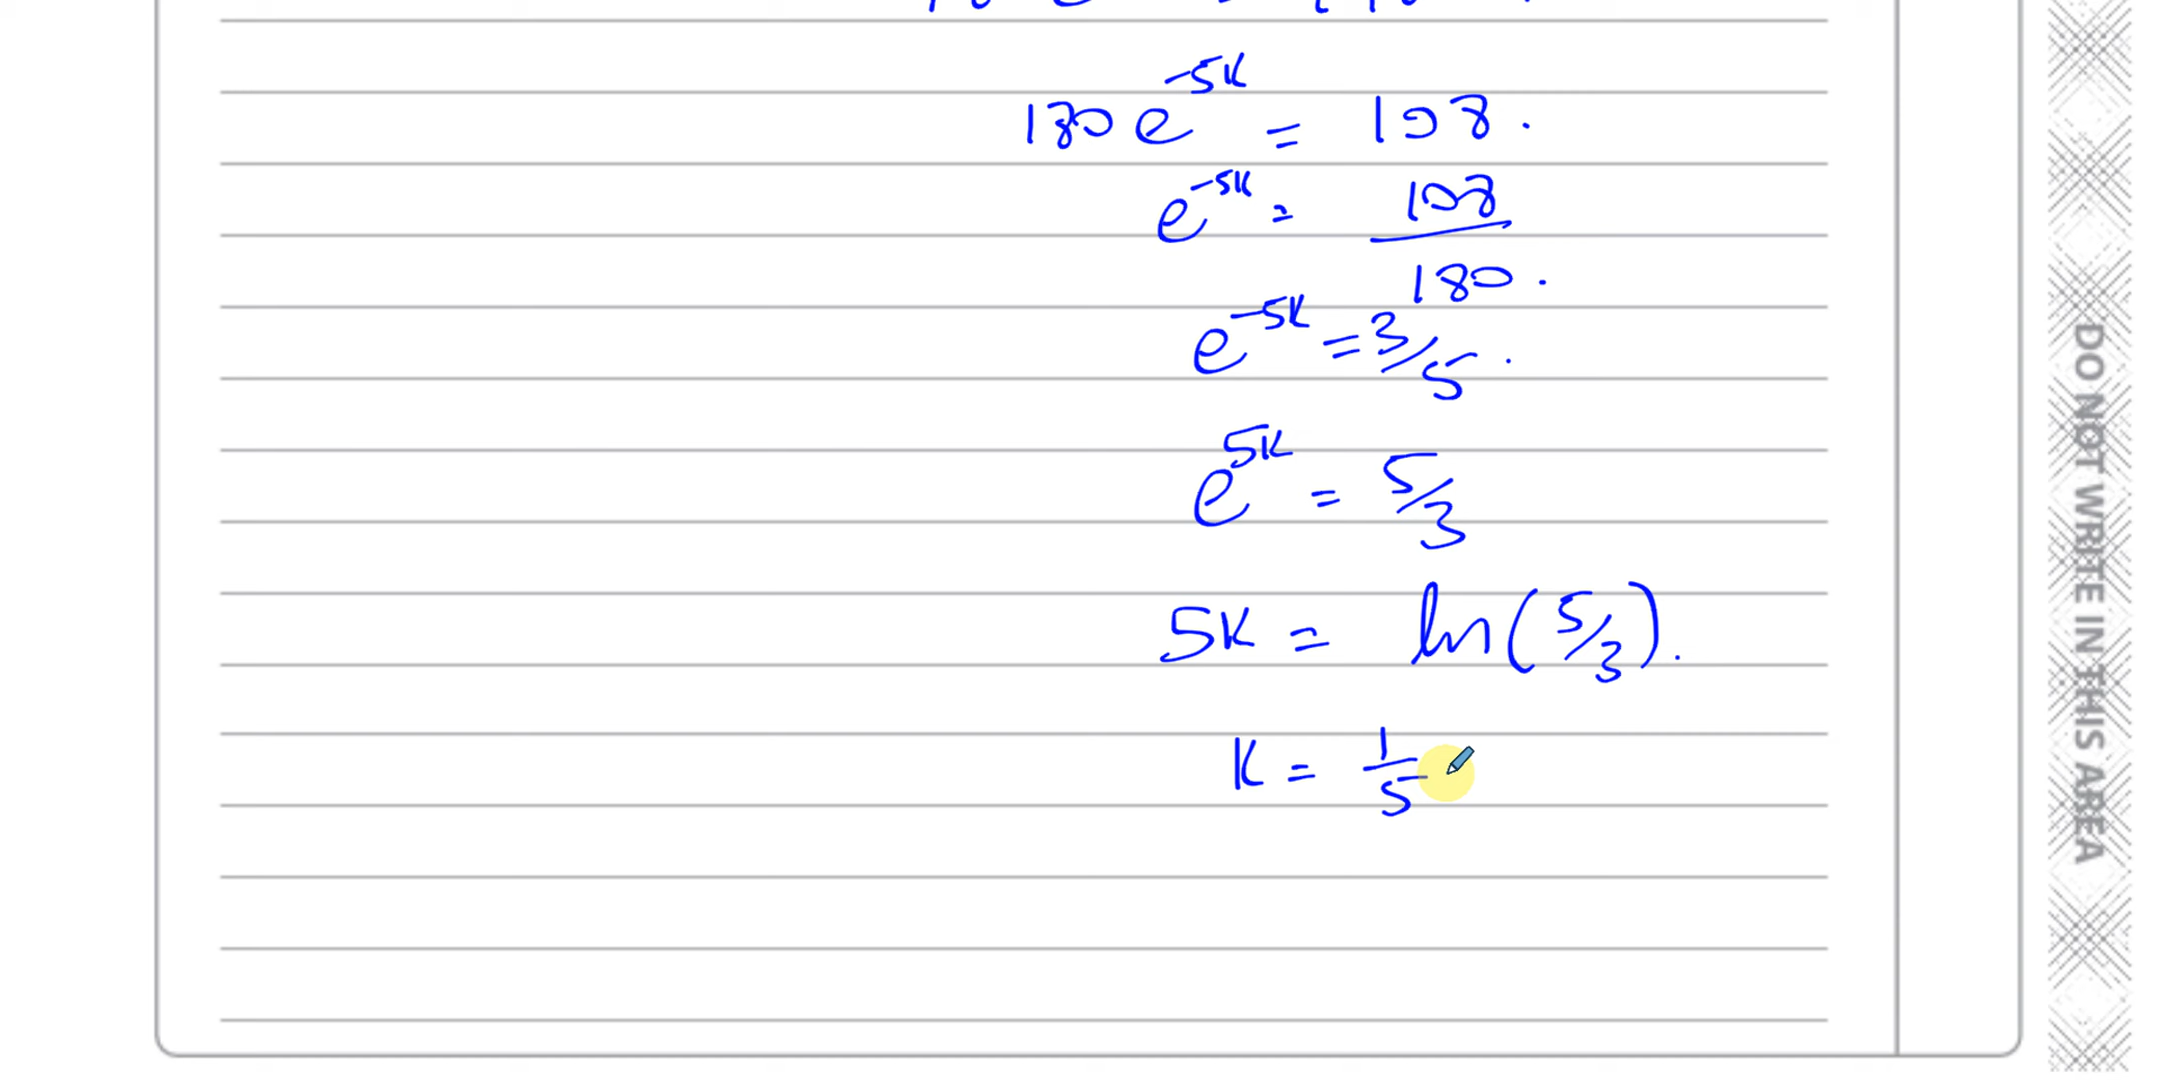 180 e^{-5k} = 108.
e^{-5k} = 108/180.
e^{-5k} = 3/5.
e^{5k} = 5/3
5k = ln(5/3).
k = 1/5
DO NOT WRITE IN THIS AREA